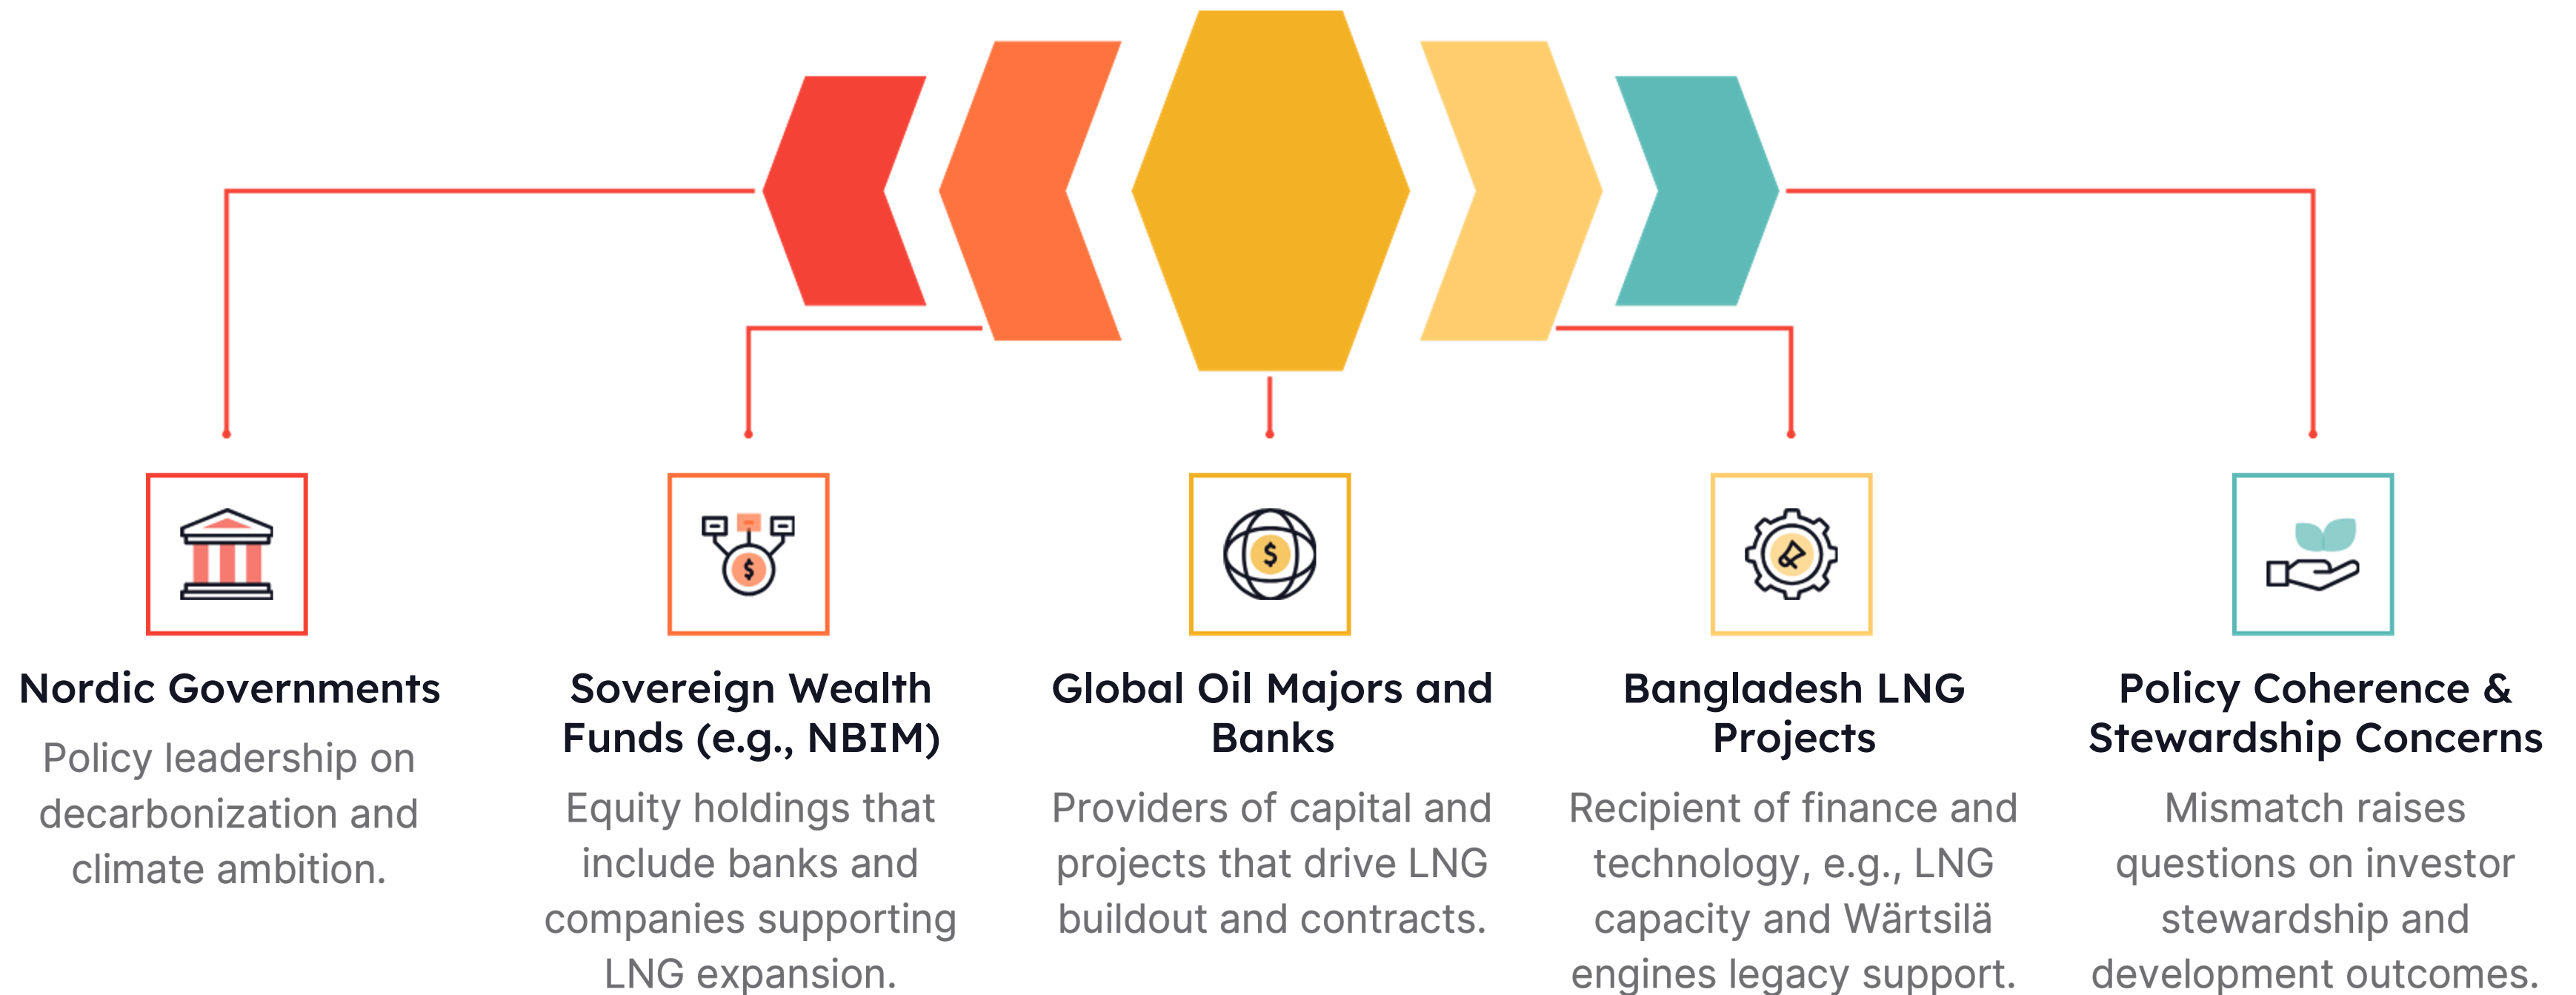 Nordic Governments
Policy leadership on
decarbonization and
climate ambition.
Sovereign Wealth
Funds (e.g., NBIM)
Equity holdings that
include banks and
companies supporting
LNG expansion.
Global Oil Majors and
Banks
Providers of capital and
projects that drive LNG
buildout and contracts.
Bangladesh LNG
Projects
Recipient of finance and
technology, e.g., LNG
capacity and Wärtsilä
engines legacy support.
Policy Coherence &
Stewardship Concerns
Mismatch raises
questions on investor
stewardship and
development outcomes.